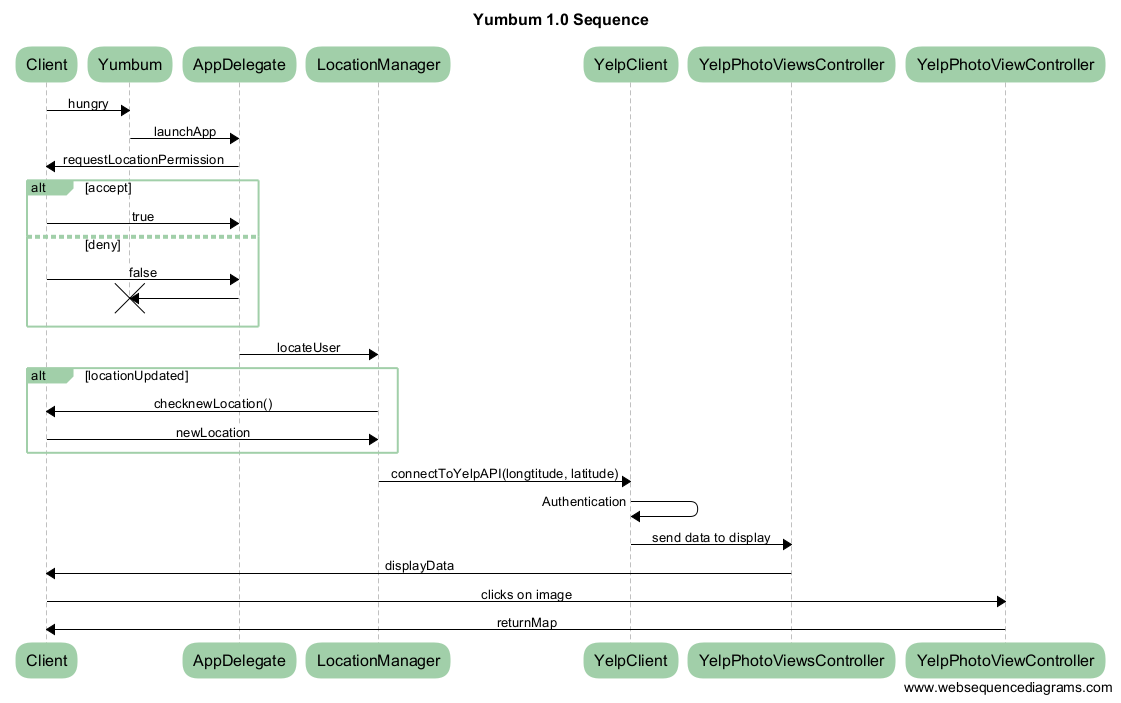 Yumbum 1.0 Sequence
Client Yumbum AppDelegate LocationManager YelpClient YelpPhotoViewsController YelpPhotoViewController
hungry
launchApp
requestLocationPermission
alt [accept]
true
[deny]
false
locateUser
alt [locationUpdated]
checknewLocation()
newLocation
connectToYelpAPI(longtitude, latitude)
Authentication
send data to display
displayData
clicks on image
returnMap
Client AppDelegate LocationManager YelpClient YelpPhotoViewsController YelpPhotoViewController
www.websequencediagrams.com